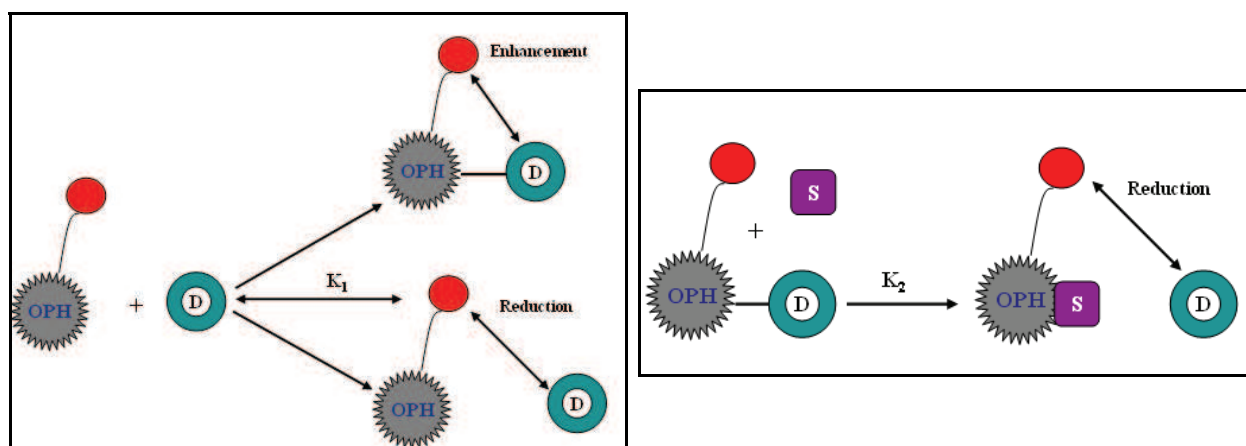 Enhancement
OPH
D
OPH + D
K1
Reduction
OPH
D
S
+
Reduction
OPH
D
K2
OPH
S
D